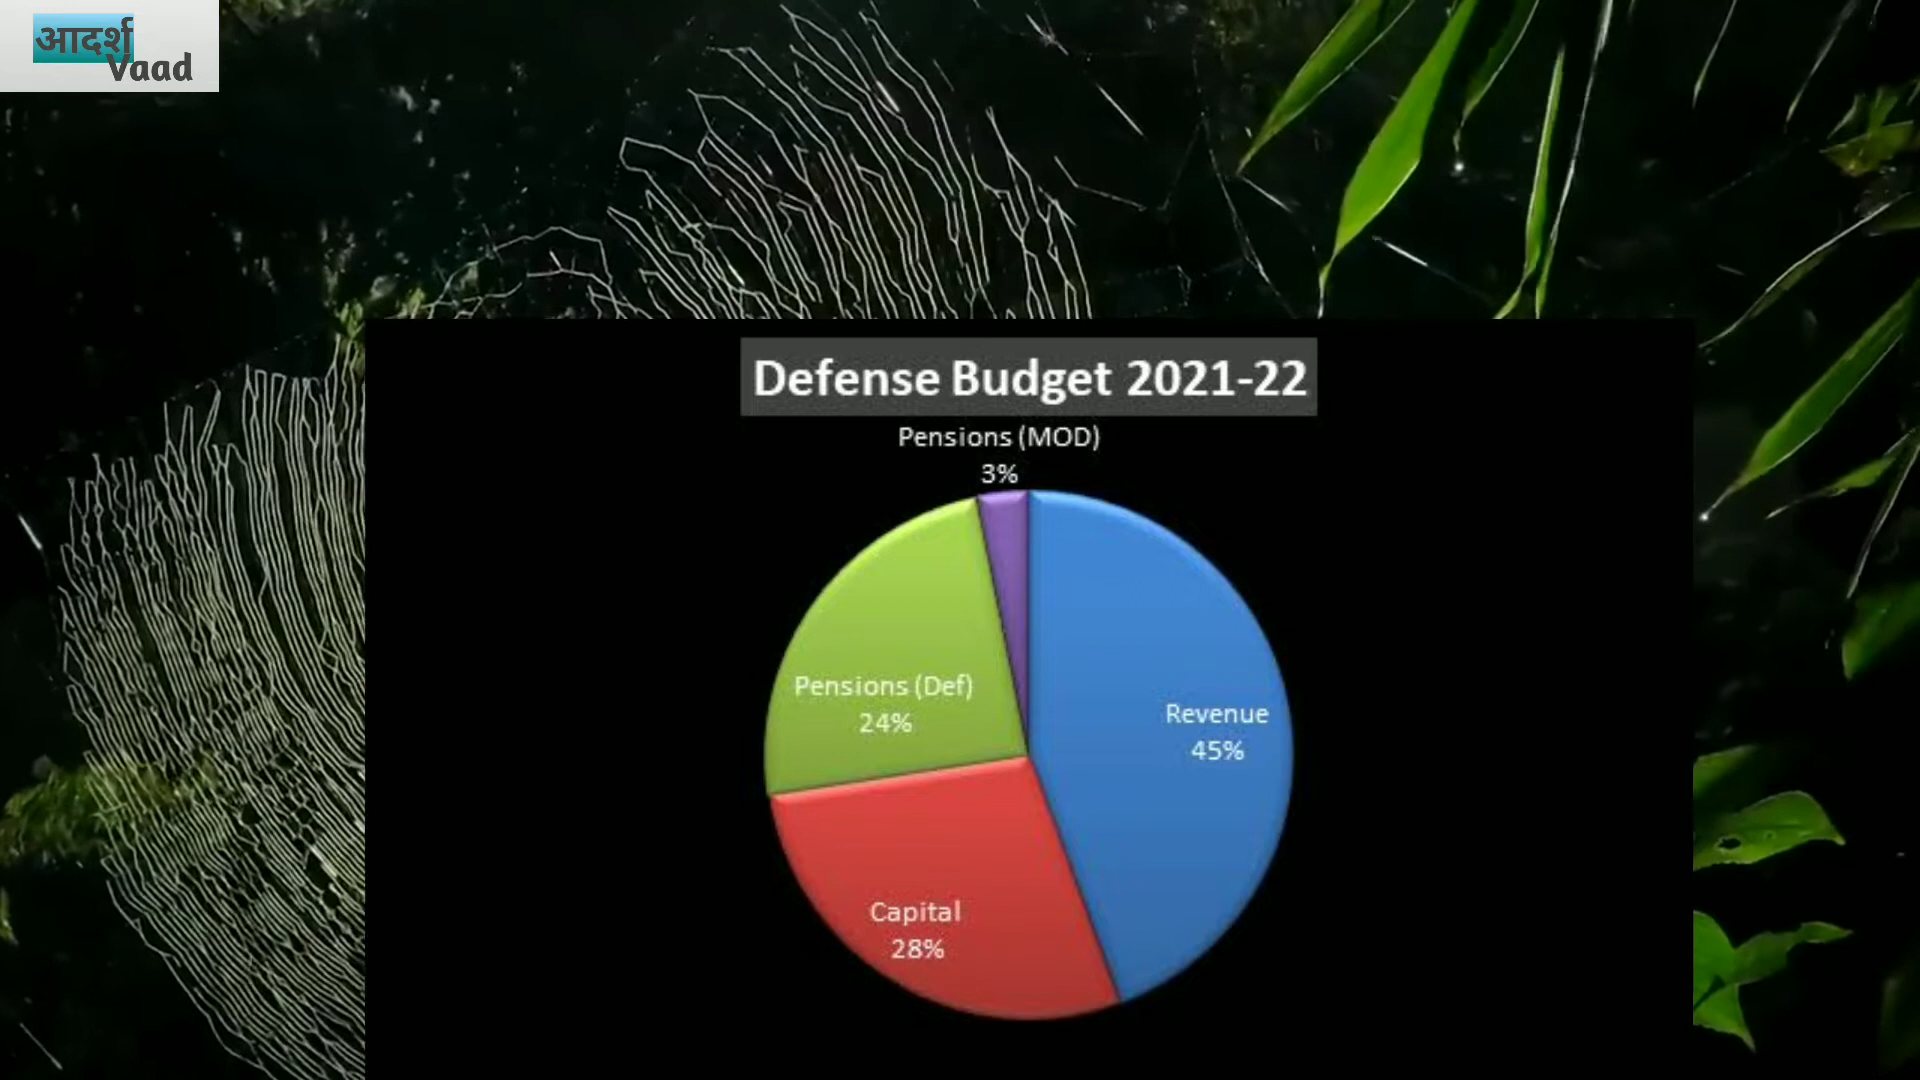 आदर्श
Vaad
Defense Budget 2021-22
Pensions (MOD)
3%
Pensions (Def)
24%
Revenue
45%
Capital
28%